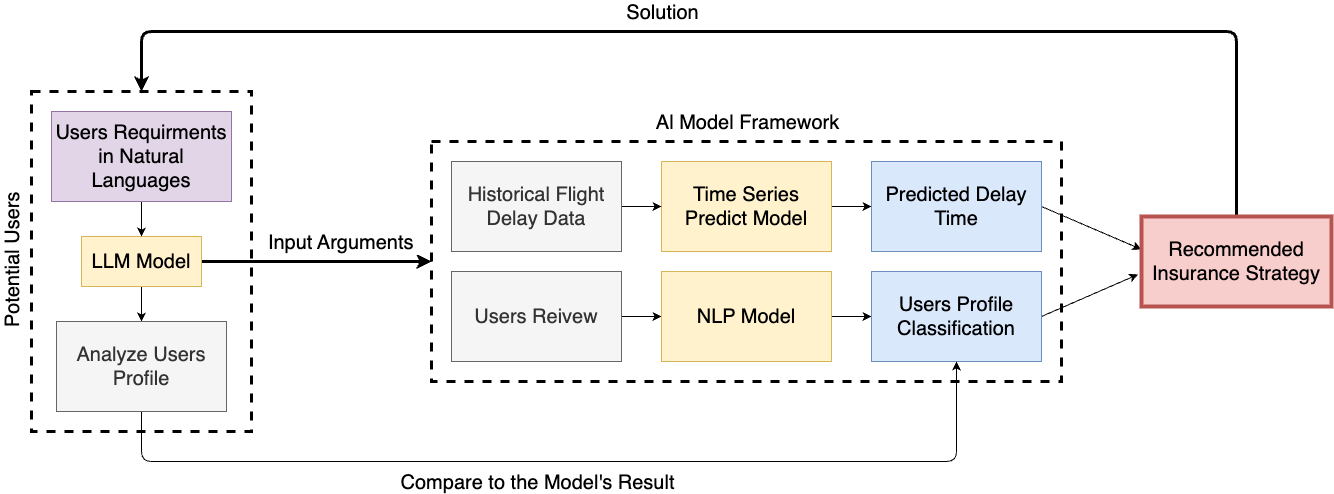 Solution
Potential Users
Users Requirments
in Natural
Languages
LLM Model
Analyze Users
Profile
Input Arguments
AI Model Framework
Historical Flight
Delay Data
Time Series
Predict Model
Predicted Delay
Time
Users Reivew
NLP Model
Users Profile
Classification
Recommended
Insurance Strategy
Compare to the Model's Result